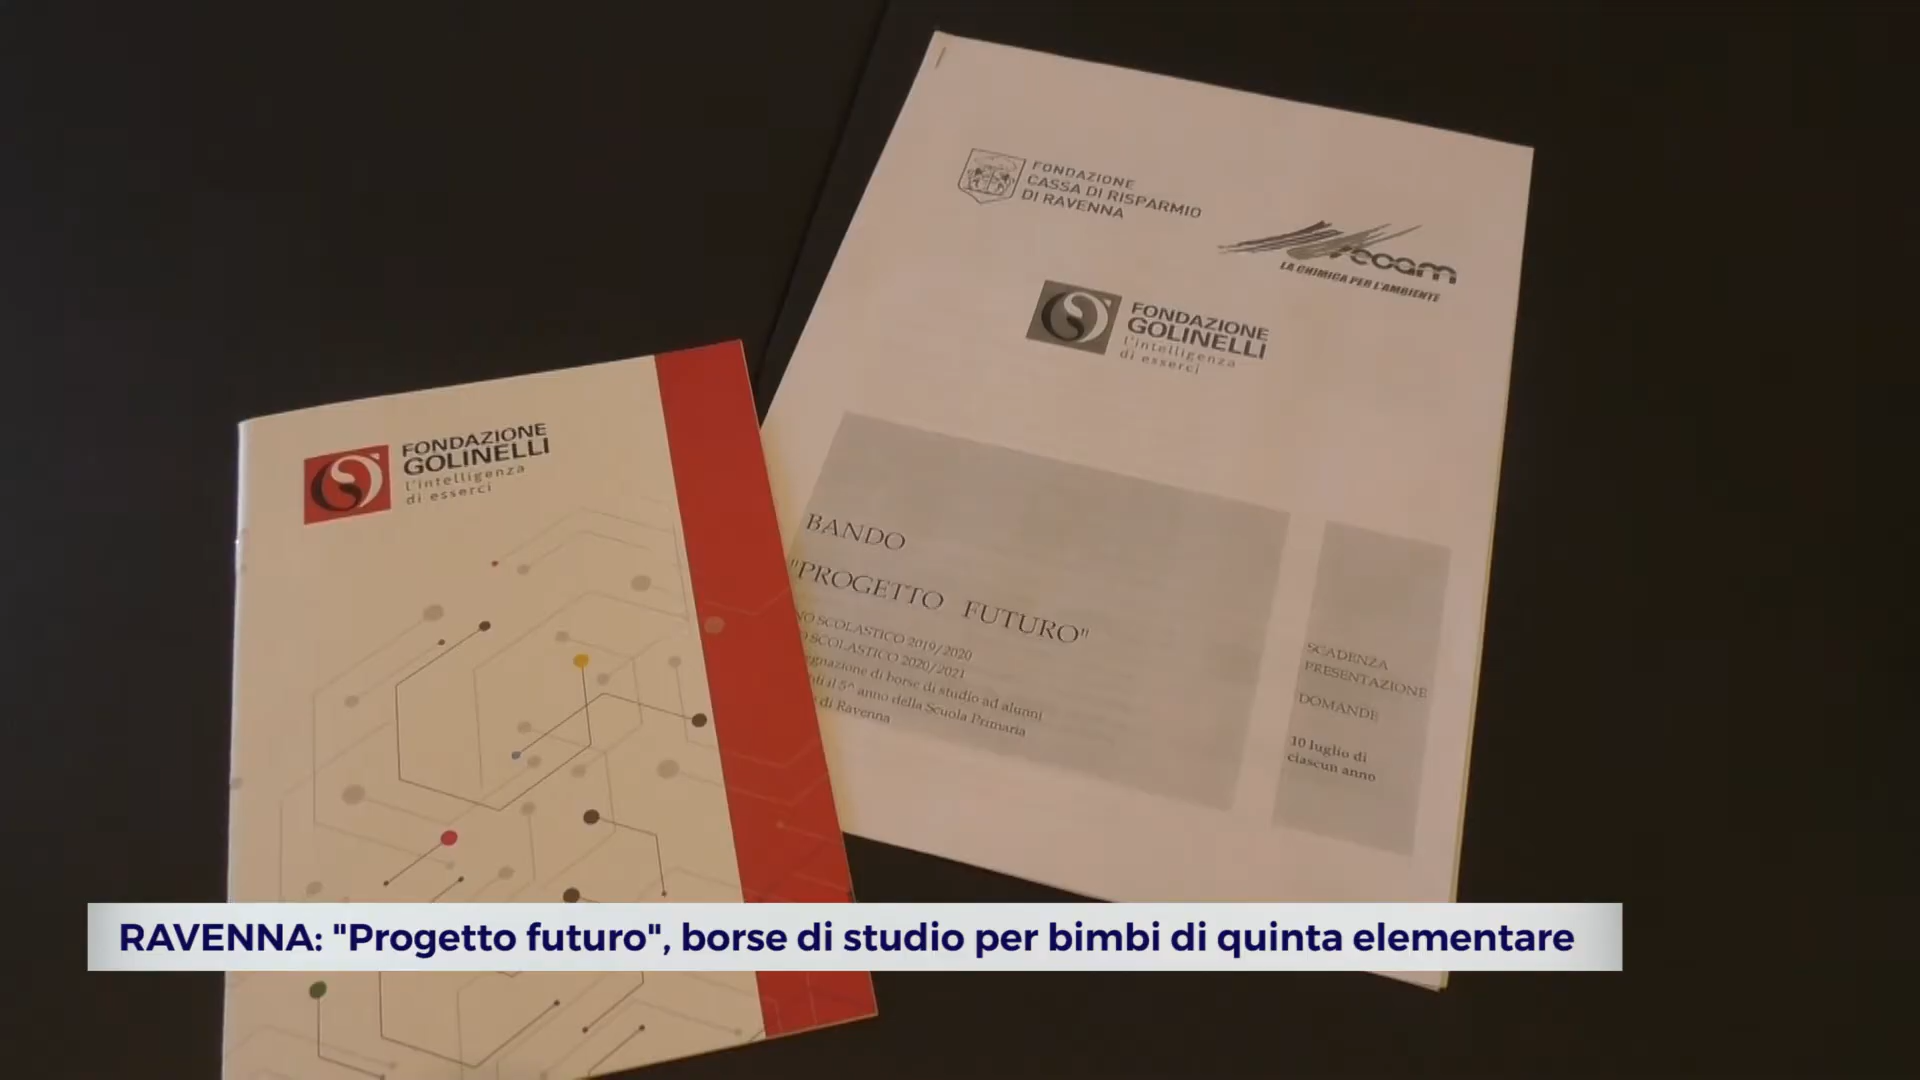 FONDAZIONE
CASSA DI RISPARMIO
DI RAVENNA
ecam
LA CHIMICA PER L'AMBIENTE
FONDAZIONE
GOLINELLI
l'intelligenza
di esserci
FONDAZIONE
GOLINELLI
l'intelligenza
di esserci
BANDO
"PROGETTO FUTURO"
SCOLASTICO 2019/2020
SCOLASTICO 2020/2021
di borse di studio ad alunni
il 5^ anno della Scuola Primaria
di Ravenna
SCADENZA
PRESENTAZIONE
DOMANDE
10 luglio di
ciascun anno
RAVENNA: "Progetto futuro", borse di studio per bimbi di quinta elementare